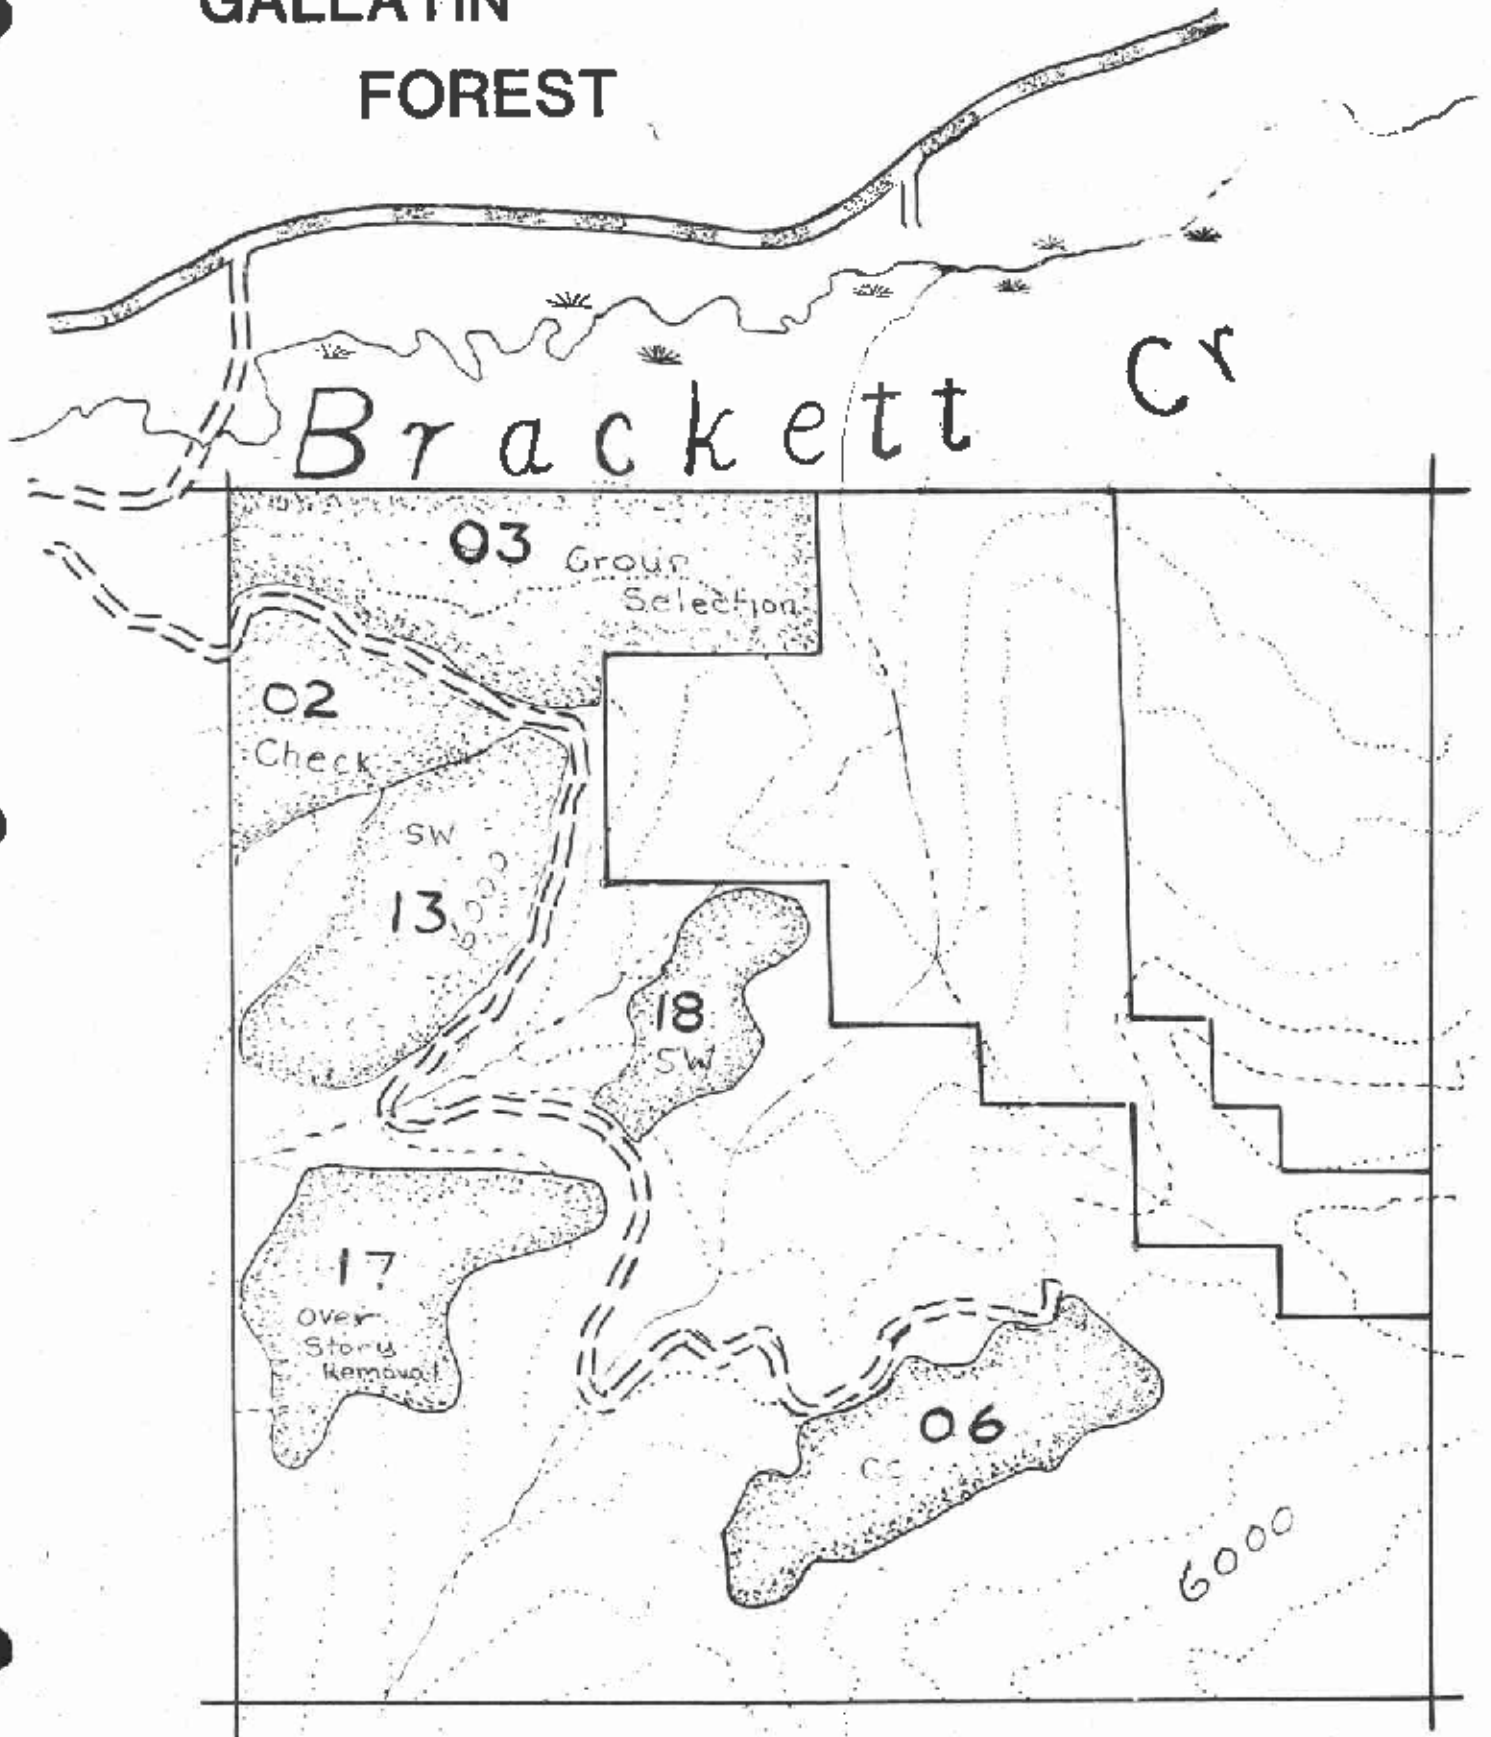 GALLATIN
FOREST
Brackett Cr
03
Group
Selection
02
Check
SW
13
18
SW
17
Over
Story
Removal
06
CC
6000